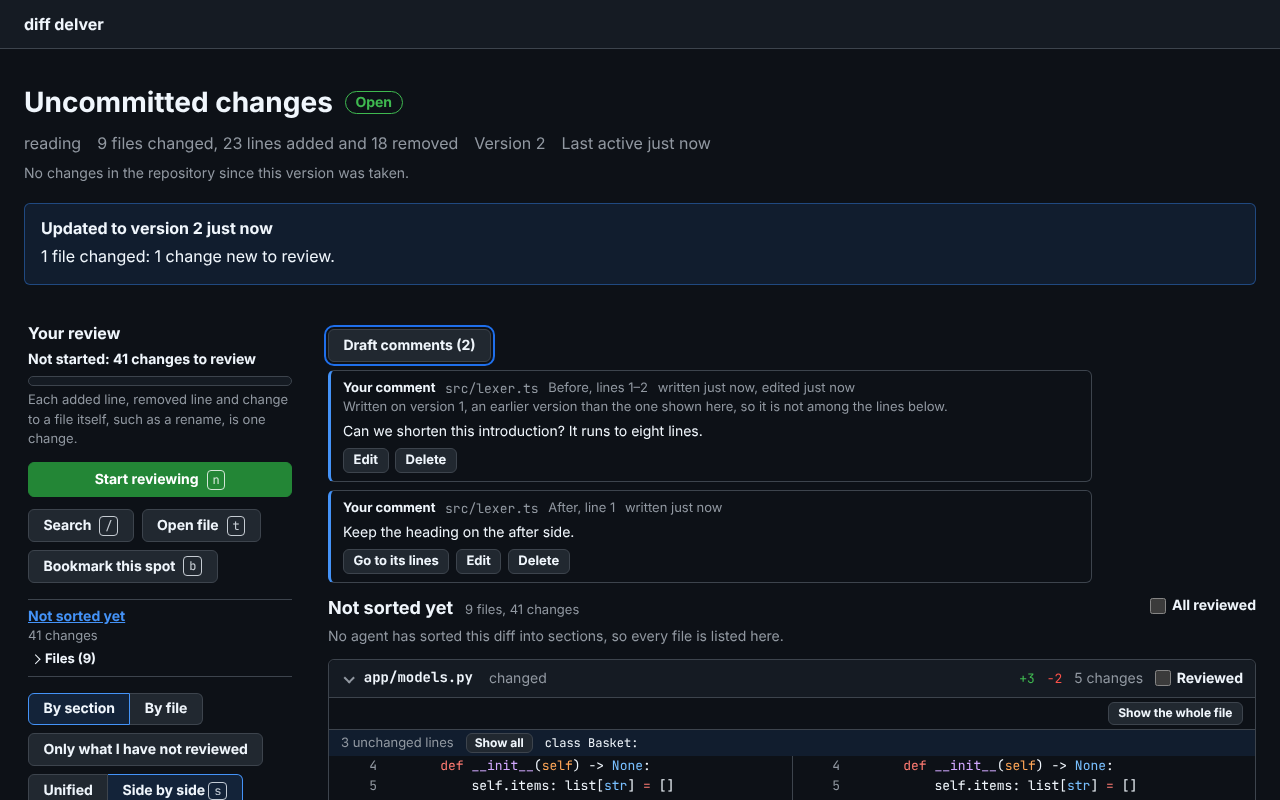 diff delver
Uncommitted changes Open
reading 9 files changed, 23 lines added and 18 removed Version 2 Last active just now
No changes in the repository since this version was taken.
Updated to version 2 just now
1 file changed: 1 change new to review.
Your review
Not started: 41 changes to review
Each added line, removed line and change
to a file itself, such as a rename, is one
change.
Start reviewing n
Search / Open file t
Bookmark this spot b
Not sorted yet
41 changes
Files (9)
By section By file
Only what I have not reviewed
Unified Side by side s
Draft comments (2)
Your comment src/lexer.ts Before, lines 1–2 written just now, edited just now
Written on version 1, an earlier version than the one shown here, so it is not among the lines below.
Can we shorten this introduction? It runs to eight lines.
Edit Delete
Your comment src/lexer.ts After, line 1 written just now
Keep the heading on the after side.
Go to its lines Edit Delete
Not sorted yet 9 files, 41 changes All reviewed
No agent has sorted this diff into sections, so every file is listed here.
app/models.py changed +3 -2 5 changes Reviewed
Show the whole file
3 unchanged lines Show all class Basket:
4 def __init__(self) -> None: 4 def __init__(self) -> None:
5 self.items: list[str] = [] 5 self.items: list[str] = []